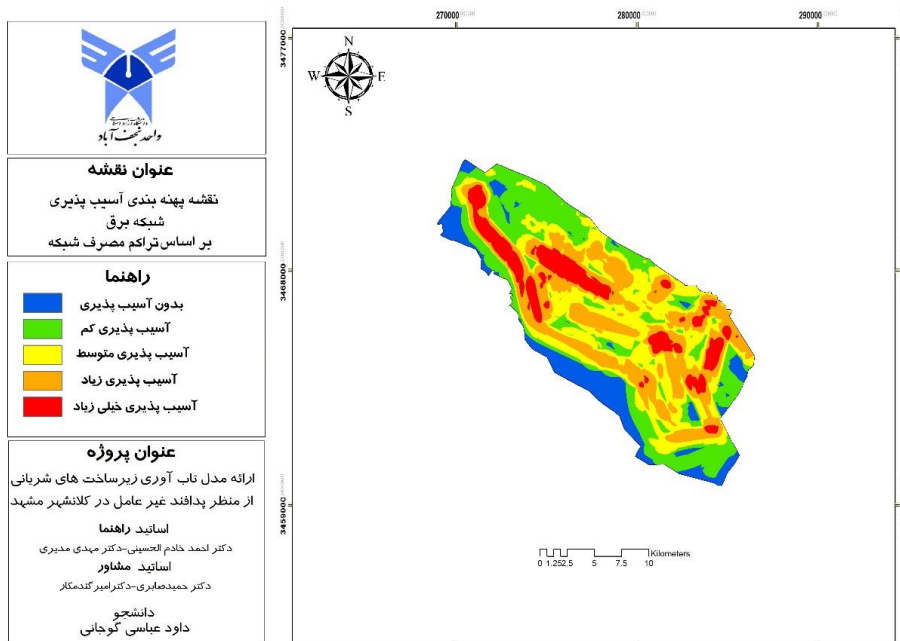 واحد نجف آباد
عنوان نقشه
نقشه پهنه بندی آسیب پذیری
شبکه برق
بر اساس تراکم مصرف شبکه
راهنما
بدون آسیب پذیری
آسیب پذیری کم
آسیب پذیری متوسط
آسیب پذیری زیاد
آسیب پذیری خیلی زیاد
عنوان پروژه
ارائه مدل تاب آوری زیرساخت های شریانی
از منظر پدافند غیر عامل در کلانشهر مشهد
اساتید راهنما
دکتر احمد خادم الحسینی-دکتر مهدی مدیری
اساتید مشاور
دکتر حمیدصابری-دکترامیرگندمکار
دانشجو
داود عباسی گوجانی
270000 280000 290000
3477000
3468000
3459000
N
W E
S
0 1.252.5 5 7.5 10 Kilometers